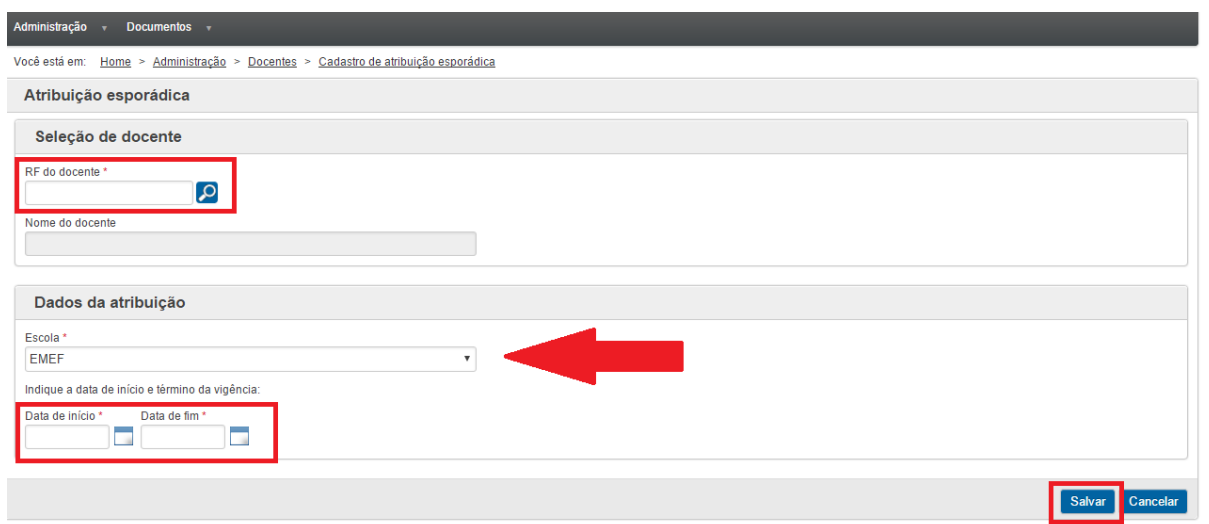 Administração Documentos
Você está em: Home > Administração > Docentes > Cadastro de atribuição esporádica
Atribuição esporádica
Seleção de docente
RF do docente *
Nome do docente
Dados da atribuição
Escola *
EMEF
Indique a data de início e término da vigência:
Data de início * Data de fim *
Salvar Cancelar